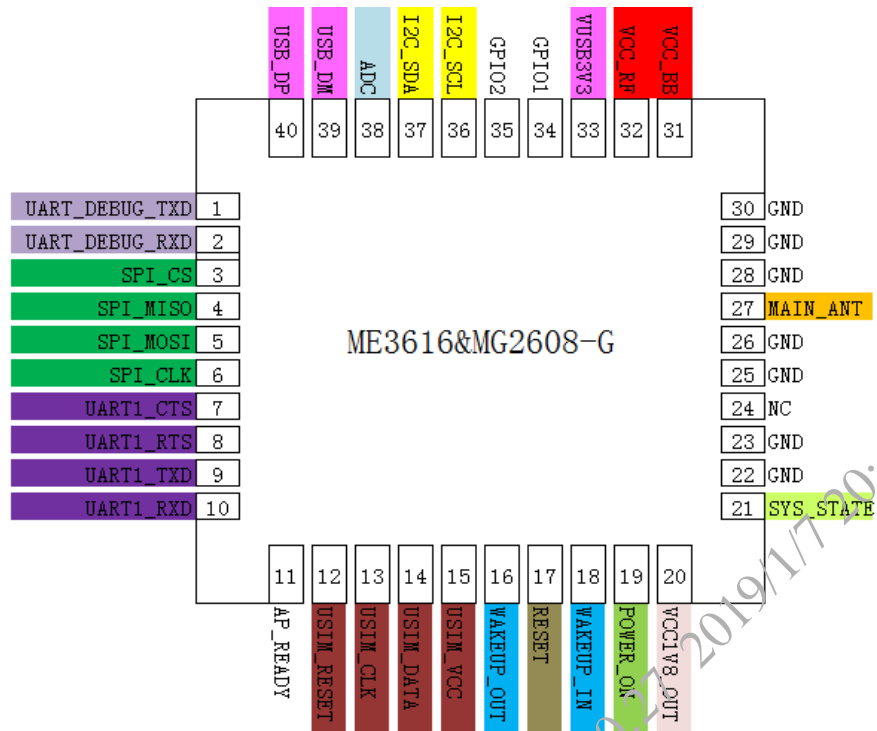 USB_DP
USB_DM
ADC
I2C_SDA
I2C_SCL
GPIO2
GPIO1
VUSB3V3
VCC_RF
VCC_BB
40 39 38 37 36 35 34 33 32 31
UART_DEBUG_TXD 1
UART_DEBUG_RXD 2
SPI_CS 3
SPI_MISO 4
SPI_MOSI 5
SPI_CLK 6
UART1_CTS 7
UART1_RTS 8
UART1_TXD 9
UART1_RXD 10
ME3616&MG2608-G
30 GND
29 GND
28 GND
27 MAIN_ANT
26 GND
25 GND
24 NC
23 GND
22 GND
21 SYS_STATE
11 12 13 14 15 16 17 18 19 20
AP_READY
USIM_RESET
USIM_CLK
USIM_DATA
USIM_VCC
WAKEUP_OUT
RESET
WAKEUP_IN
POWER_ON
VCC1V8_OUT
2019/1/7 20: